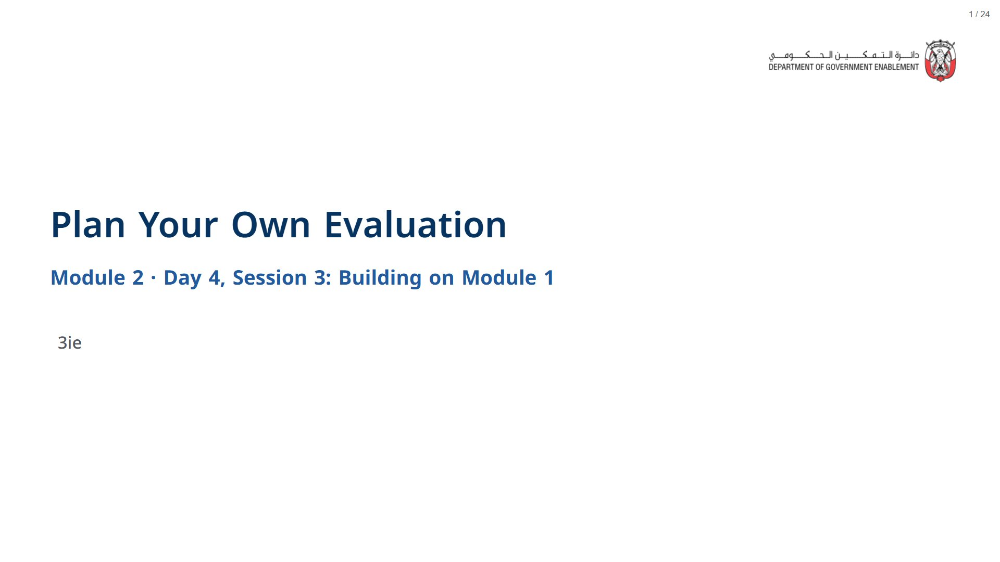 1 / 24
دائرة التمكين الحكومي
DEPARTMENT OF GOVERNMENT ENABLEMENT
Plan Your Own Evaluation
Module 2 · Day 4, Session 3: Building on Module 1
3ie